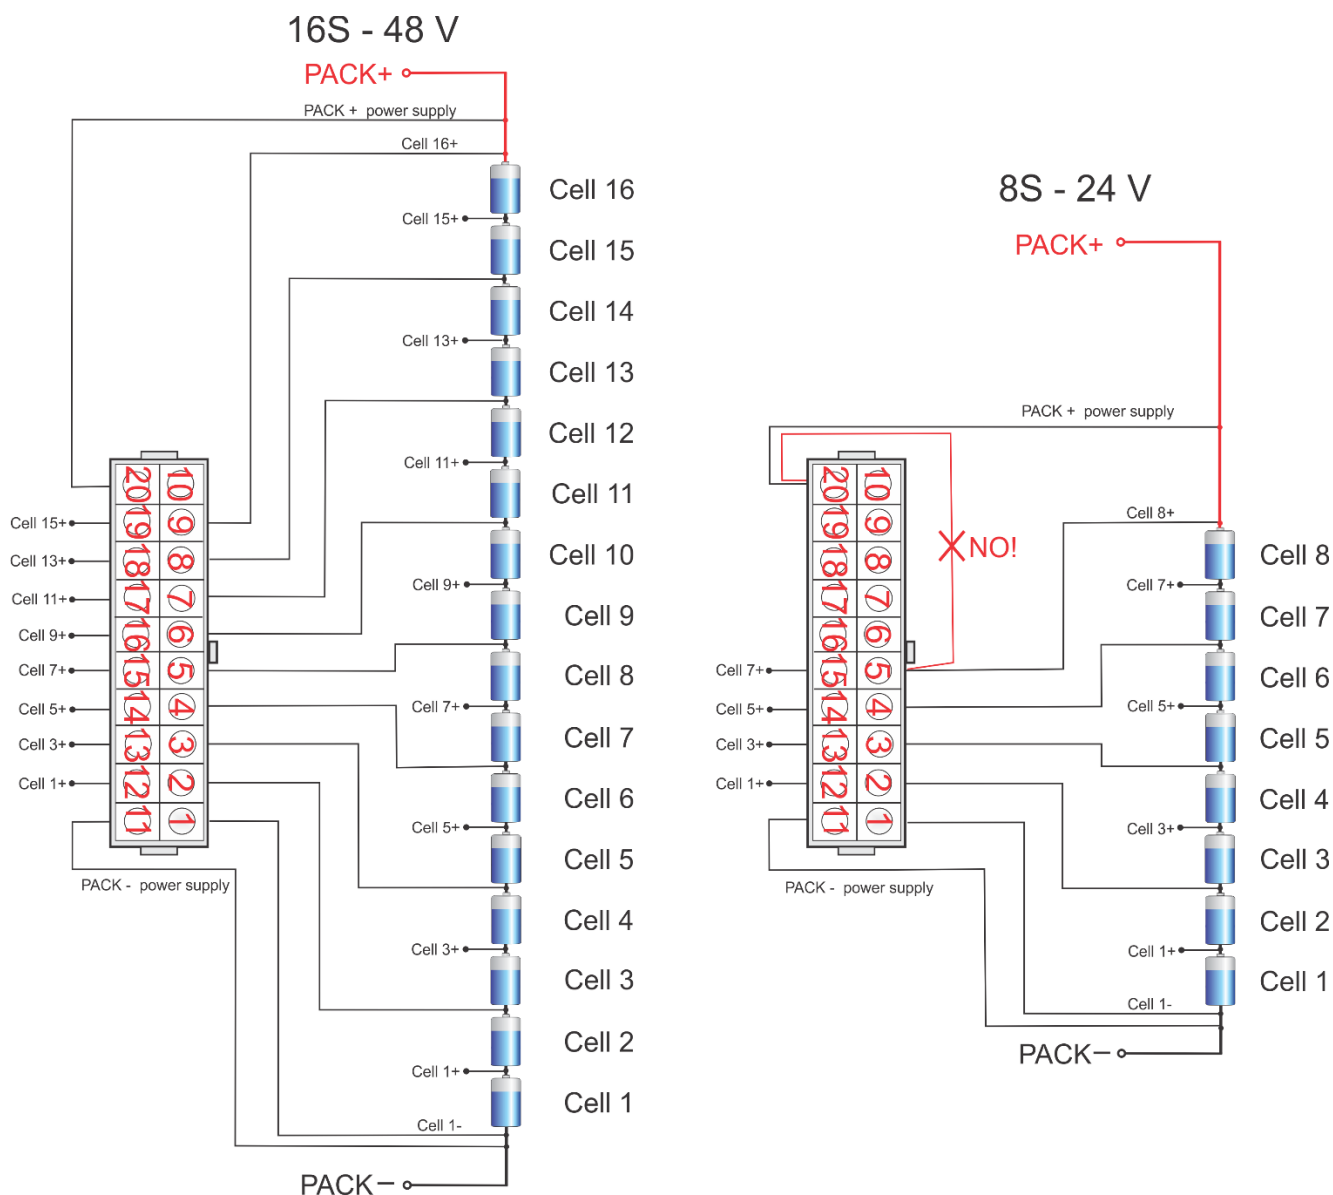 16S - 48 V
PACK+
PACK + power supply
Cell 16+
Cell 16
Cell 15+
Cell 15
Cell 14
Cell 13+
Cell 13
Cell 12
Cell 11+
Cell 11
Cell 10
Cell 9+
Cell 9
Cell 8
Cell 7+
Cell 7
Cell 6
Cell 5+
Cell 5
Cell 4
Cell 3+
Cell 3
Cell 2
Cell 1+
Cell 1
Cell 1-
PACK−
20 10
Cell 15+ 19 9
Cell 13+ 18 8
Cell 11+ 17 7
Cell 9+ 16 6
Cell 7+ 15 5
Cell 5+ 14 4
Cell 3+ 13 3
Cell 1+ 12 2
11 1
PACK - power supply
8S - 24 V
PACK+
PACK + power supply
Cell 8+
Cell 8
Cell 7+
Cell 7
Cell 6
Cell 5+
Cell 5
Cell 4
Cell 3+
Cell 3
Cell 2
Cell 1+
Cell 1
Cell 1-
PACK−
20 10
19 9
18 8
NO!
17 7
16 6
Cell 7+ 15 5
Cell 5+ 14 4
Cell 3+ 13 3
Cell 1+ 12 2
11 1
PACK - power supply